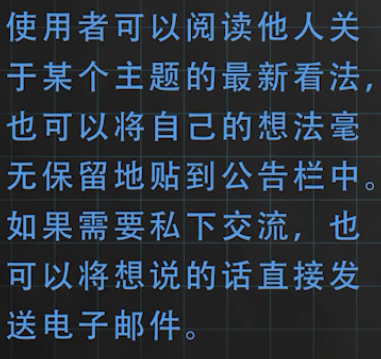 使用者可以阅读他人关
于某个主题的最新看法,
也可以将自己的想法毫
无保留地贴到公告栏中。
如果需要私下交流，也
可以将想说的话直接发
送电子邮件。